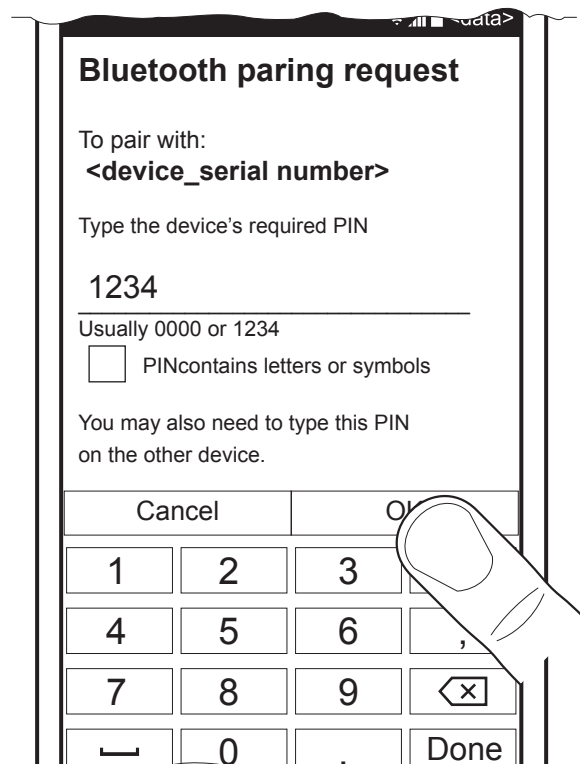 <data>
Bluetooth paring request
To pair with:
<device_serial number>
Type the device's required PIN
1234
Usually 0000 or 1234
PINcontains letters or symbols
You may also need to type this PIN
on the other device.
Cancel
1 2 3
4 5 6 ,
7 8 9
0 . Done